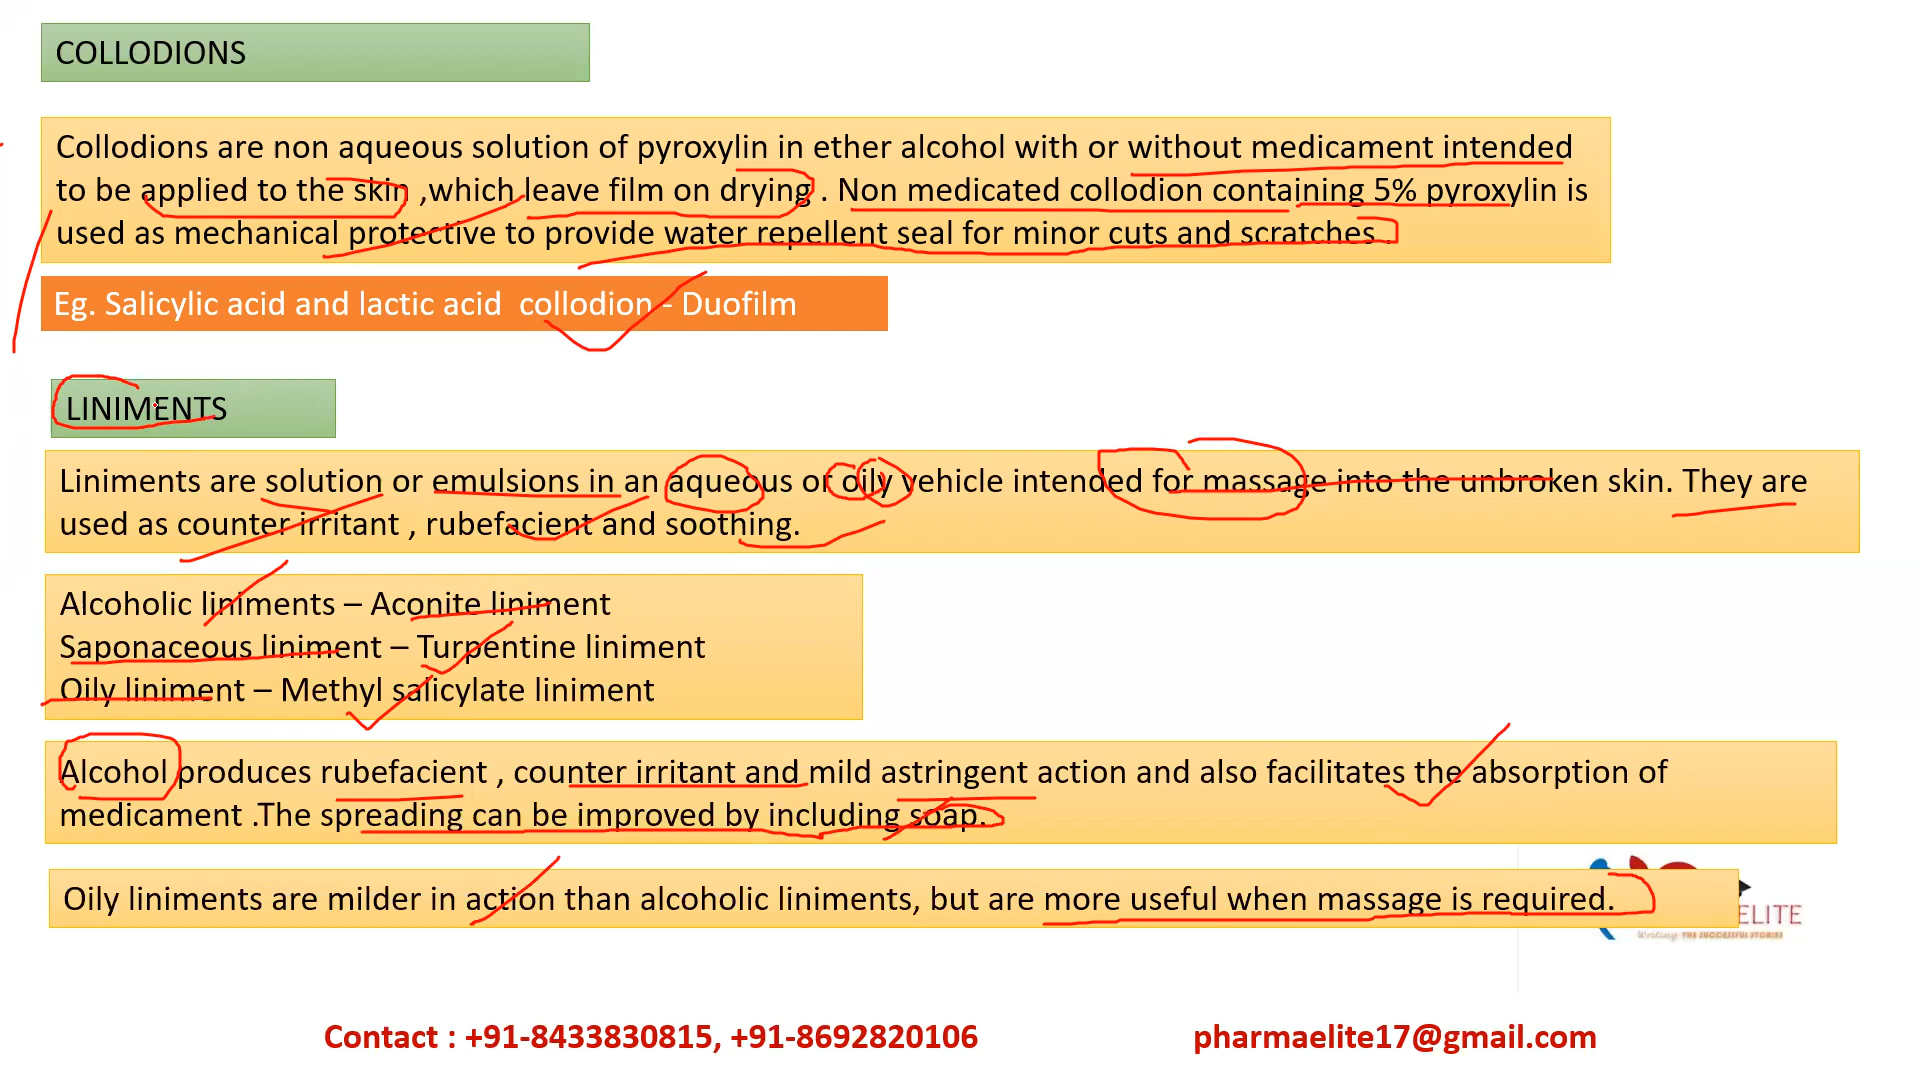 COLLODIONS
Collodions are non aqueous solution of pyroxylin in ether alcohol with or without medicament intended
to be applied to the skin ,which leave film on drying . Non medicated collodion containing 5% pyroxylin is
used as mechanical protective to provide water repellent seal for minor cuts and scratches .
Eg. Salicylic acid and lactic acid collodion - Duofilm
LINIMENTS
Liniments are solution or emulsions in an aqueous or oily vehicle intended for massage into the unbroken skin. They are
used as counter irritant , rubefacient and soothing.
Alcoholic liniments – Aconite liniment
Saponaceous liniment – Turpentine liniment
Oily liniment – Methyl salicylate liniment
Alcohol produces rubefacient , counter irritant and mild astringent action and also facilitates the absorption of
medicament .The spreading can be improved by including soap.
Oily liniments are milder in action than alcoholic liniments, but are more useful when massage is required.
ELITE
Writing THE SUCCESSFUL STORIES
Contact : +91-8433830815, +91-8692820106 pharmaelite17@gmail.com